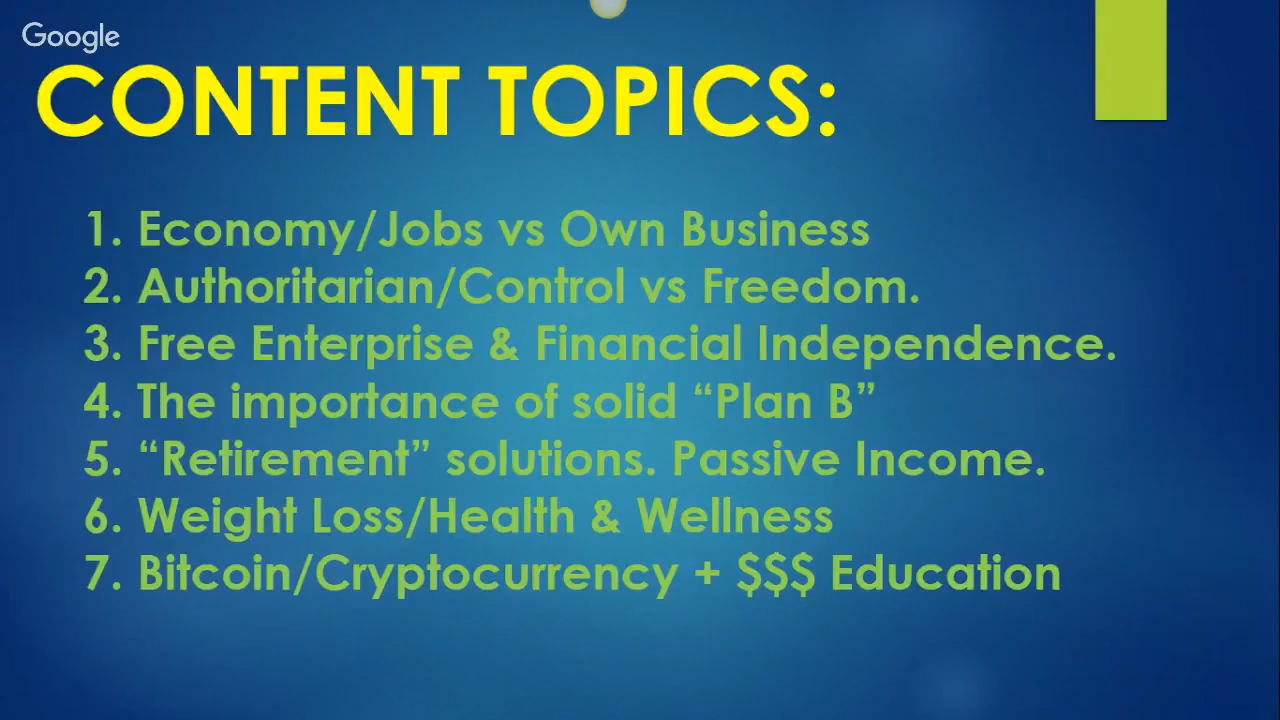 Google
CONTENT TOPICS:
1. Economy/Jobs vs Own Business
2. Authoritarian/Control vs Freedom.
3. Free Enterprise & Financial Independence.
4. The importance of solid “Plan B”
5. “Retirement” solutions. Passive Income.
6. Weight Loss/Health & Wellness
7. Bitcoin/Cryptocurrency + $$$ Education